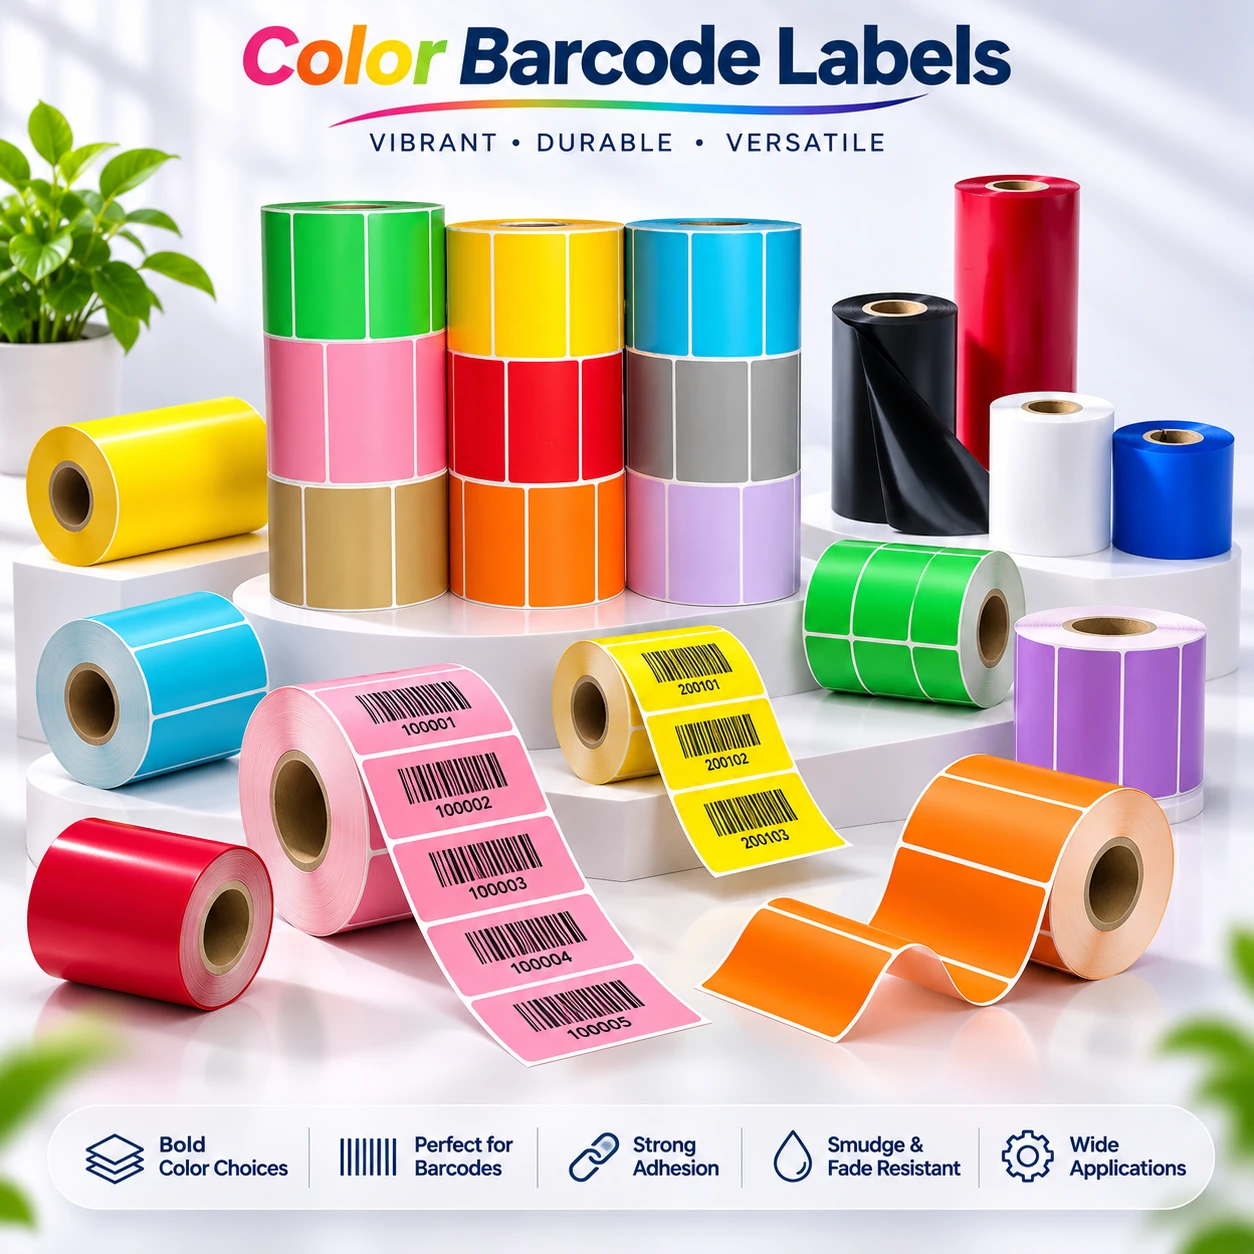 Color Barcode Labels
VIBRANT • DURABLE • VERSATILE
100001
100002
100003
100004
100005
200101
200102
200103
Bold
Color Choices
Perfect for
Barcodes
Strong
Adhesion
Smudge &
Fade Resistant
Wide
Applications